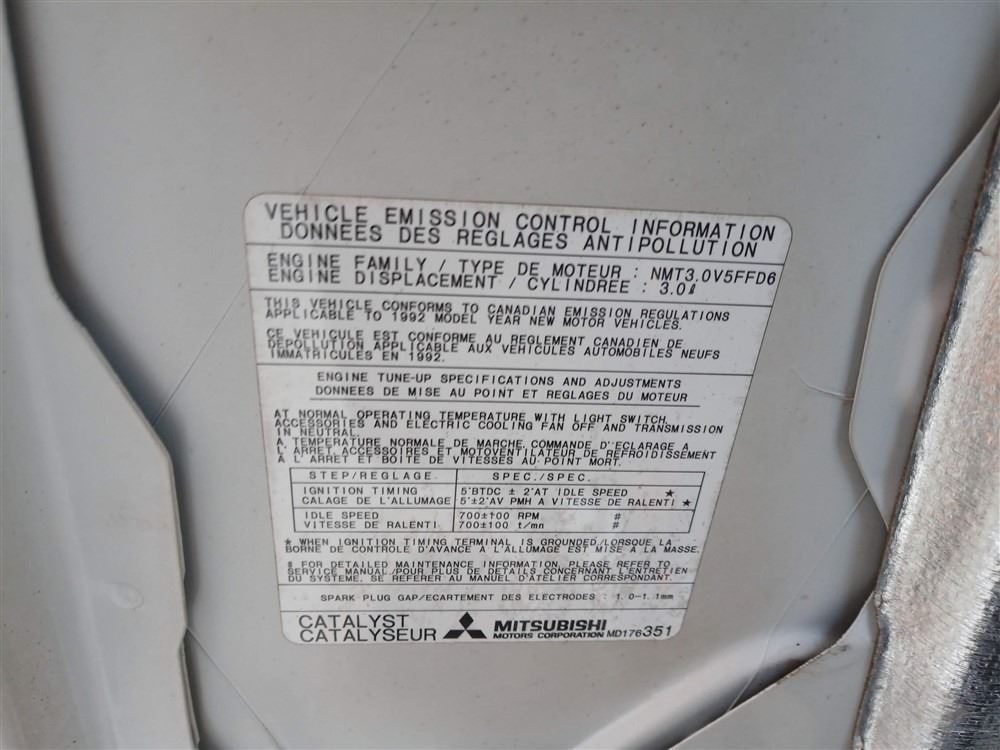 VEHICLE EMISSION CONTROL INFORMATION
DONNEES DES REGLAGES ANTIPOLLUTION
ENGINE FAMILY / TYPE DE MOTEUR : NMT3.0V5FFD6
ENGINE DISPLACEMENT / CYLINDREE : 3.0ℓ
THIS VEHICLE CONFORMS TO CANADIAN EMISSION REGULATIONS
APPLICABLE TO 1992 MODEL YEAR NEW MOTOR VEHICLES.
CE VEHICULE EST CONFORME AU REGLEMENT CANADIEN DE
DEPOLLUTION APPLICABLE AUX VEHICULES AUTOMOBILES NEUFS
IMMATRICULES EN 1992.
ENGINE TUNE-UP SPECIFICATIONS AND ADJUSTMENTS
DONNEES DE MISE AU POINT ET REGLAGES DU MOTEUR
AT NORMAL OPERATING TEMPERATURE WITH LIGHT SWITCH,
ACCESSORIES AND ELECTRIC COOLING FAN OFF AND TRANSMISSION
IN NEUTRAL.
A TEMPERATURE NORMALE DE MARCHE, COMMANDE D'ECLARAGE A
L'ARRET, ACCESSOIRES ET MOTOVENTILATEUR DE REFROIDISSEMENT
A L'ARRET ET BOITE DE VITESSES AU POINT MORT.
STEP/REGLAGE SPEC./SPEC.
IGNITION TIMING 5°BTDC ± 2°AT IDLE SPEED ★
CALAGE DE L'ALLUMAGE 5°±2°AV PMH A VITESSE DE RALENTI ★
IDLE SPEED 700±100 RPM #
VITESSE DE RALENTI 700±100 t/mn #
★ WHEN IGNITION TIMING TERMINAL IS GROUNDED/LORSQUE LA
BORNE DE CONTROLE D'AVANCE A L'ALLUMAGE EST MISE A LA MASSE.
# FOR DETAILED MAINTENANCE INFORMATION, PLEASE REFER TO
SERVICE MANUAL/POUR PLUS DE DETAILS CONCERNANT L'ENTRETIEN
DU SYSTEME, SE REFERER AU MANUEL D'ATELIER CORRESPONDANT.
SPARK PLUG GAP/ECARTEMENT DES ELECTRODES : 1.0-1.1mm
CATALYST
CATALYSEUR
MITSUBISHI
MOTORS CORPORATION MD176351